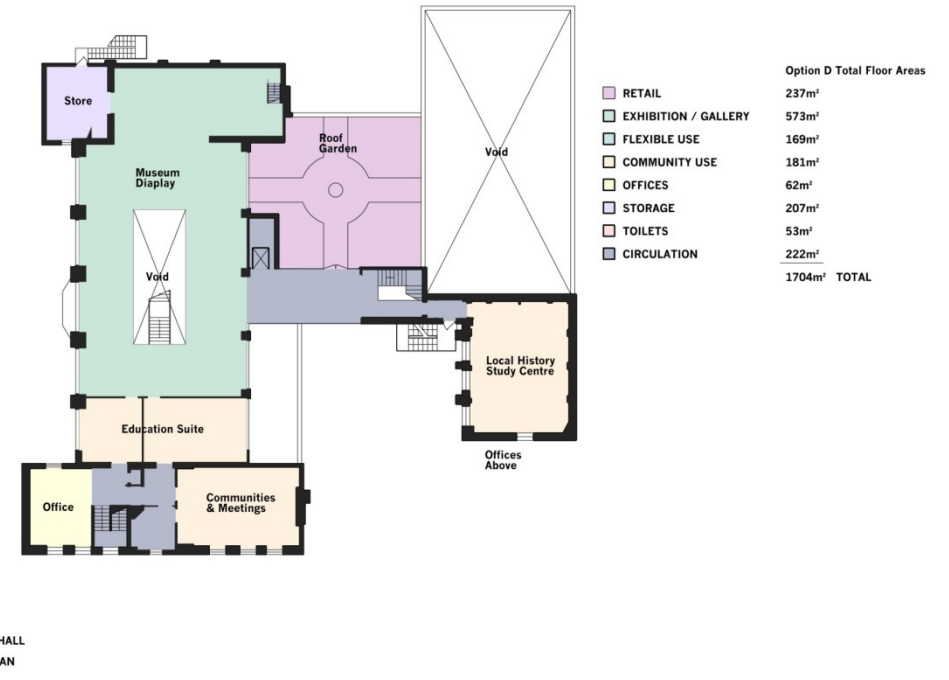 Store
Museum
Diaplay
Roof
Garden
Void
Void
Local History
Study Centre
Offices
Above
Education Suite
Office
Communities
& Meetings
Option D Total Floor Areas
RETAIL 237m²
EXHIBITION / GALLERY 573m²
FLEXIBLE USE 169m²
COMMUNITY USE 181m²
OFFICES 62m²
STORAGE 207m²
TOILETS 53m²
CIRCULATION 222m²
1704m² TOTAL
HALL
AN